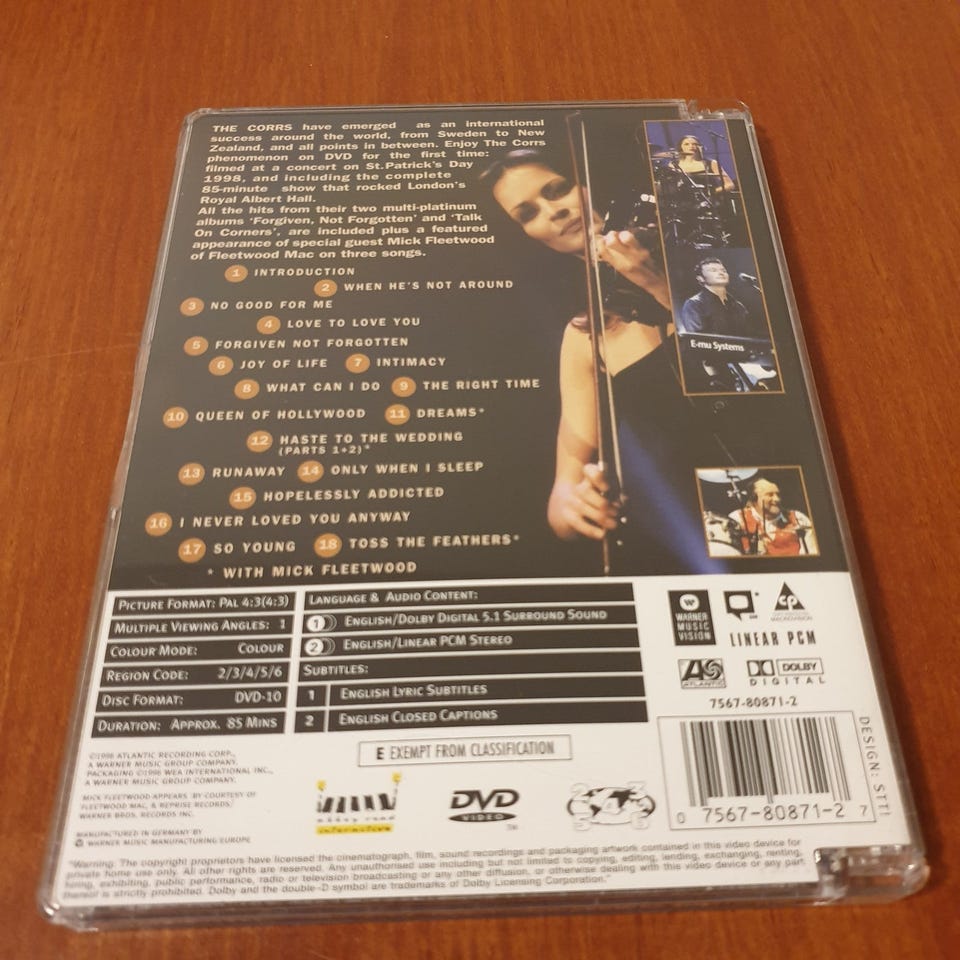 THE CORRS have emerged as an international
success around the world, from Sweden to New
Zealand, and all points in between. Enjoy The Corrs
phenomenon on DVD for the first time:
filmed at a concert on St.Patrick's Day
1998, and including the complete
85-minute show that rocked London's
Royal Albert Hall.
All the hits from their two multi-platinum
albums 'Forgiven, Not Forgotten' and 'Talk
On Corners', are included plus a featured
appearance of special guest Mick Fleetwood
of Fleetwood Mac on three songs.
1 INTRODUCTION
2 WHEN HE'S NOT AROUND
3 NO GOOD FOR ME
4 LOVE TO LOVE YOU
5 FORGIVEN NOT FORGOTTEN
6 JOY OF LIFE 7 INTIMACY
8 WHAT CAN I DO 9 THE RIGHT TIME
10 QUEEN OF HOLLYWOOD 11 DREAMS*
12 HASTE TO THE WEDDING
(PARTS 1+2)*
13 RUNAWAY 14 ONLY WHEN I SLEEP
15 HOPELESSLY ADDICTED
16 I NEVER LOVED YOU ANYWAY
17 SO YOUNG 18 TOSS THE FEATHERS*
* WITH MICK FLEETWOOD
E-mu Systems
PICTURE FORMAT: PAL 4:3(4:3)
MULTIPLE VIEWING ANGLES: 1
COLOUR MODE: COLOUR
REGION CODE: 2/3/4/5/6
DISC FORMAT: DVD-10
DURATION: APPROX. 85 MINS
LANGUAGE & AUDIO CONTENT:
1 ENGLISH/DOLBY DIGITAL 5.1 SURROUND SOUND
2 ENGLISH/LINEAR PCM STEREO
SUBTITLES:
1 ENGLISH LYRIC SUBTITLES
2 ENGLISH CLOSED CAPTIONS
WARNER
MUSIC
VISION
cp
MACROVISION
LINEAR PCM
ATLANTIC
DOLBY
DIGITAL
7567-80871-2
E EXEMPT FROM CLASSIFICATION
©1998 ATLANTIC RECORDING CORP.,
A WARNER MUSIC GROUP COMPANY.
PACKAGING ©1998 WEA INTERNATIONAL INC.,
A WARNER MUSIC GROUP COMPANY.
MICK FLEETWOOD APPEARS BY COURTESY OF
FLEETWOOD MAC, & REPRISE RECORDS/
WARNER BROS. RECORDS INC.
MANUFACTURED IN GERMANY BY
WARNER MUSIC MANUFACTURING EUROPE
abbey road
interactive
DVD
VIDEO
TM
2 3 4 5 6
0 7567-80871-2 7
DESIGN: ST11
"Warning: The copyright proprietors have licensed the cinematograph, film, sound recordings and packaging artwork contained in this video device for
private home use only. All other rights are reserved. Any unauthorised use including but not limited to copying, editing, lending, exchanging, renting,
hiring, exhibiting, public performance, radio or television broadcasting or any other diffusion, or otherwise dealing with this video device or any part
thereof is strictly prohibited. Dolby and the double-D symbol are trademarks of Dolby Licensing Corporation."